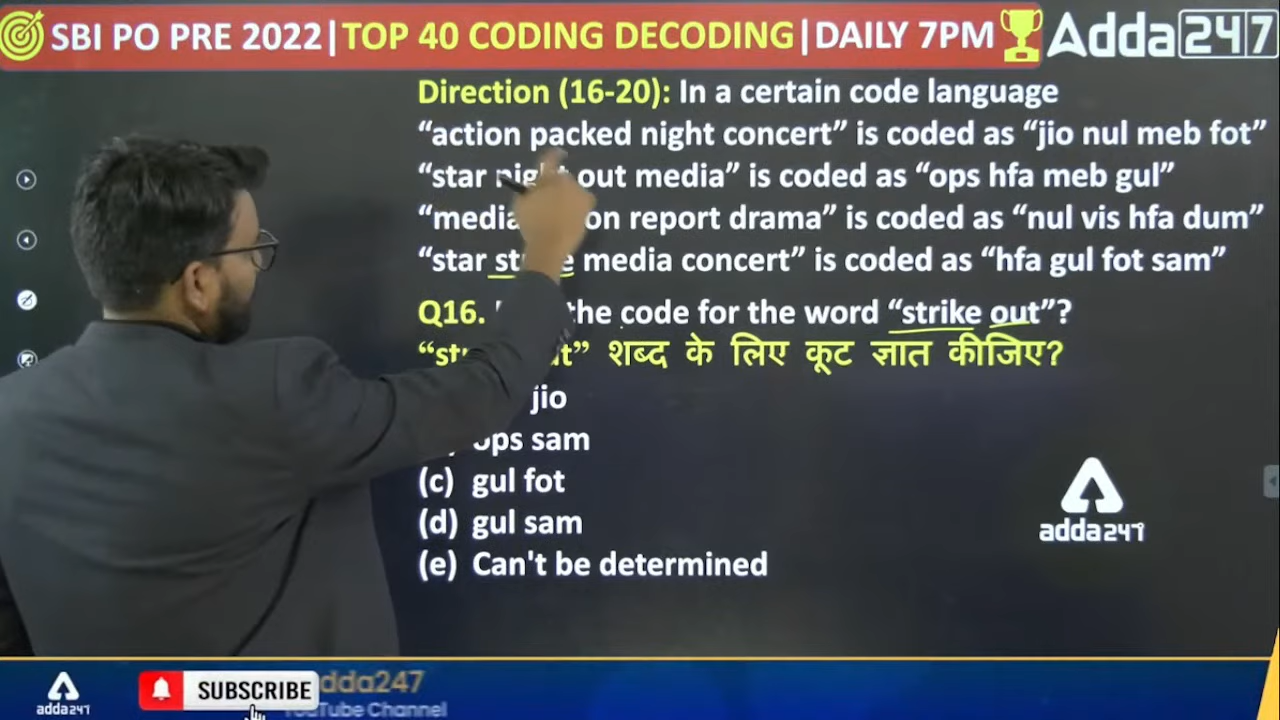 SBI PO PRE 2022|TOP 40 CODING DECODING|DAILY 7PM
Adda247
Direction (16-20): In a certain code language
“action packed night concert” is coded as “jio nul meb fot”
“star night out media” is coded as “ops hfa meb gul”
“media report drama” is coded as “nul vis hfa dum”
“star media concert” is coded as “hfa gul fot sam”
Q16. the code for the word “strike out”?
शब्द के लिए कूट ज्ञात कीजिए?
jio
ops sam
(c) gul fot
(d) gul sam
(e) Can't be determined
adda247
adda247
SUBSCRIBE
dda247
YouTube Channel